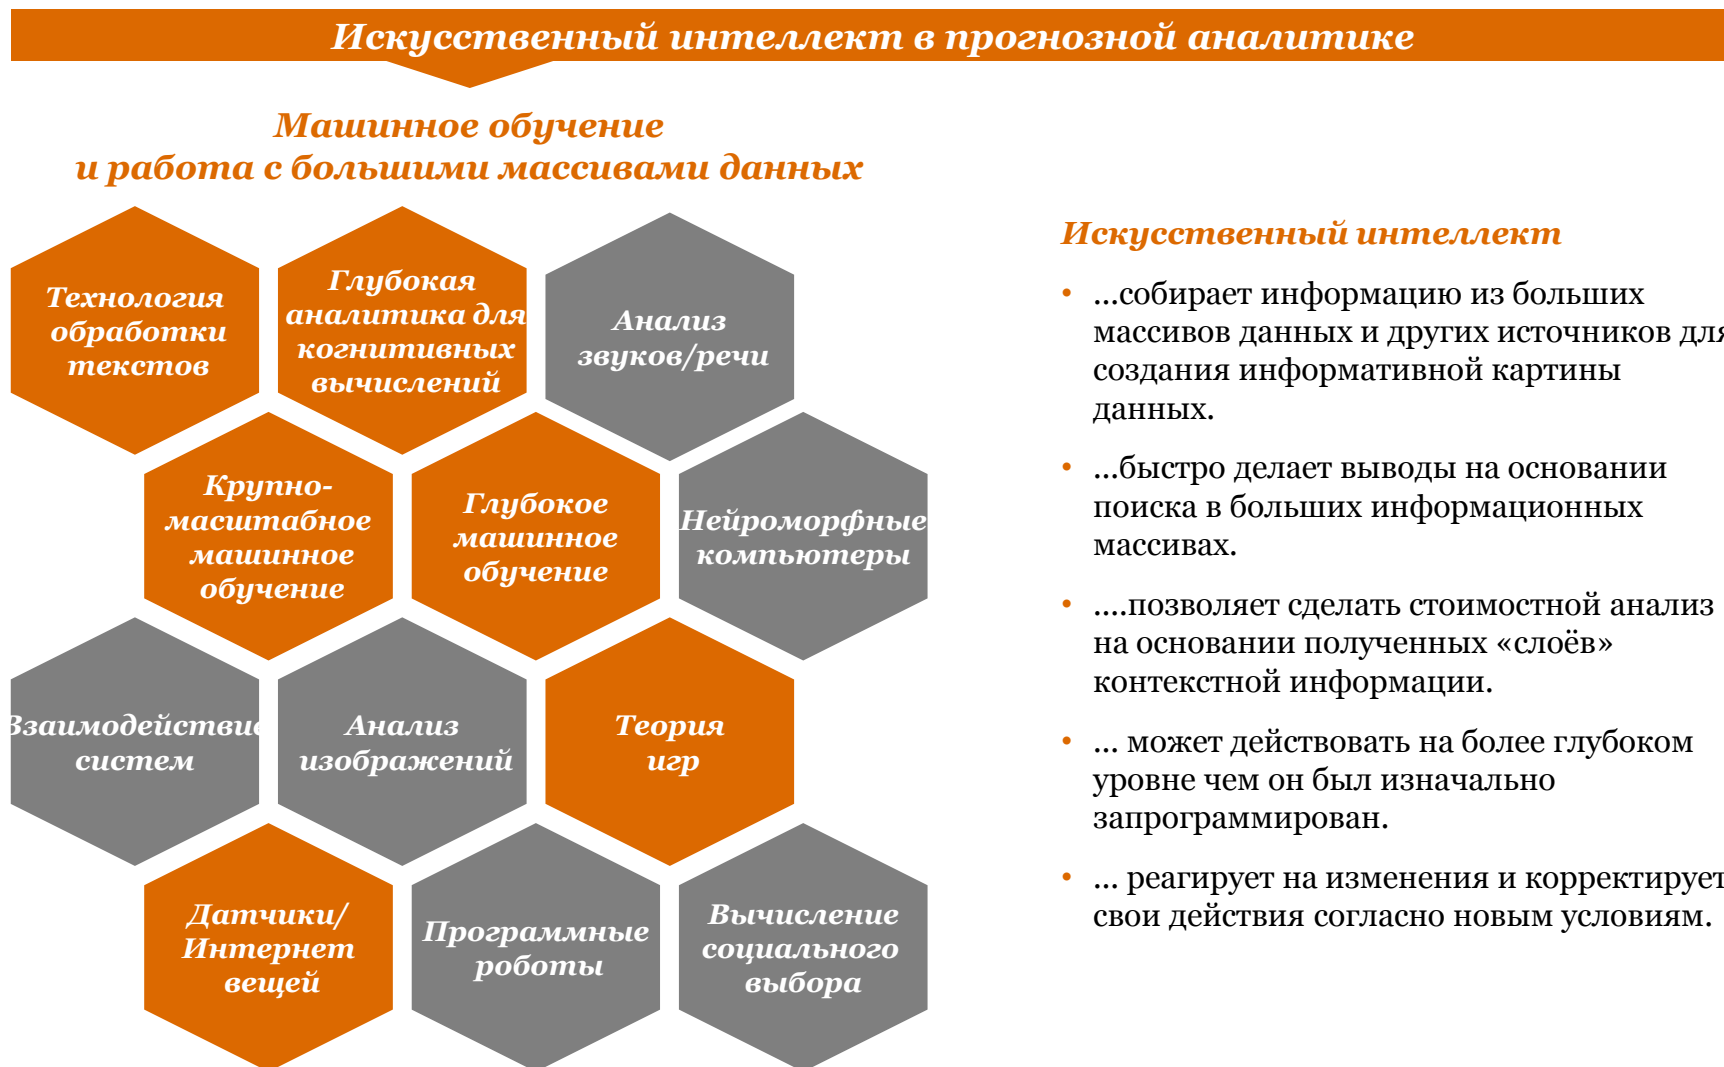 Искусственный интеллект в прогнозной аналитике
Машинное обучение
и работа с большими массивами данных
Технология
обработки
текстов
Глубокая
аналитика для
когнитивных
вычислений
Анализ
звуков/речи
Крупно-
масштабное
машинное
обучение
Глубокое
машинное
обучение
Нейроморфные
компьютеры
Взаимодействие
систем
Анализ
изображений
Теория
игр
Датчики/
Интернет
вещей
Программные
роботы
Вычисление
социального
выбора
Искусственный интеллект
• …собирает информацию из больших
массивов данных и других источников для
создания информативной картины
данных.
• …быстро делает выводы на основании
поиска в больших информационных
массивах.
• ….позволяет сделать стоимостной анализ
на основании полученных «слоёв»
контекстной информации.
• … может действовать на более глубоком
уровне чем он был изначально
запрограммирован.
• … реагирует на изменения и корректирует
свои действия согласно новым условиям.